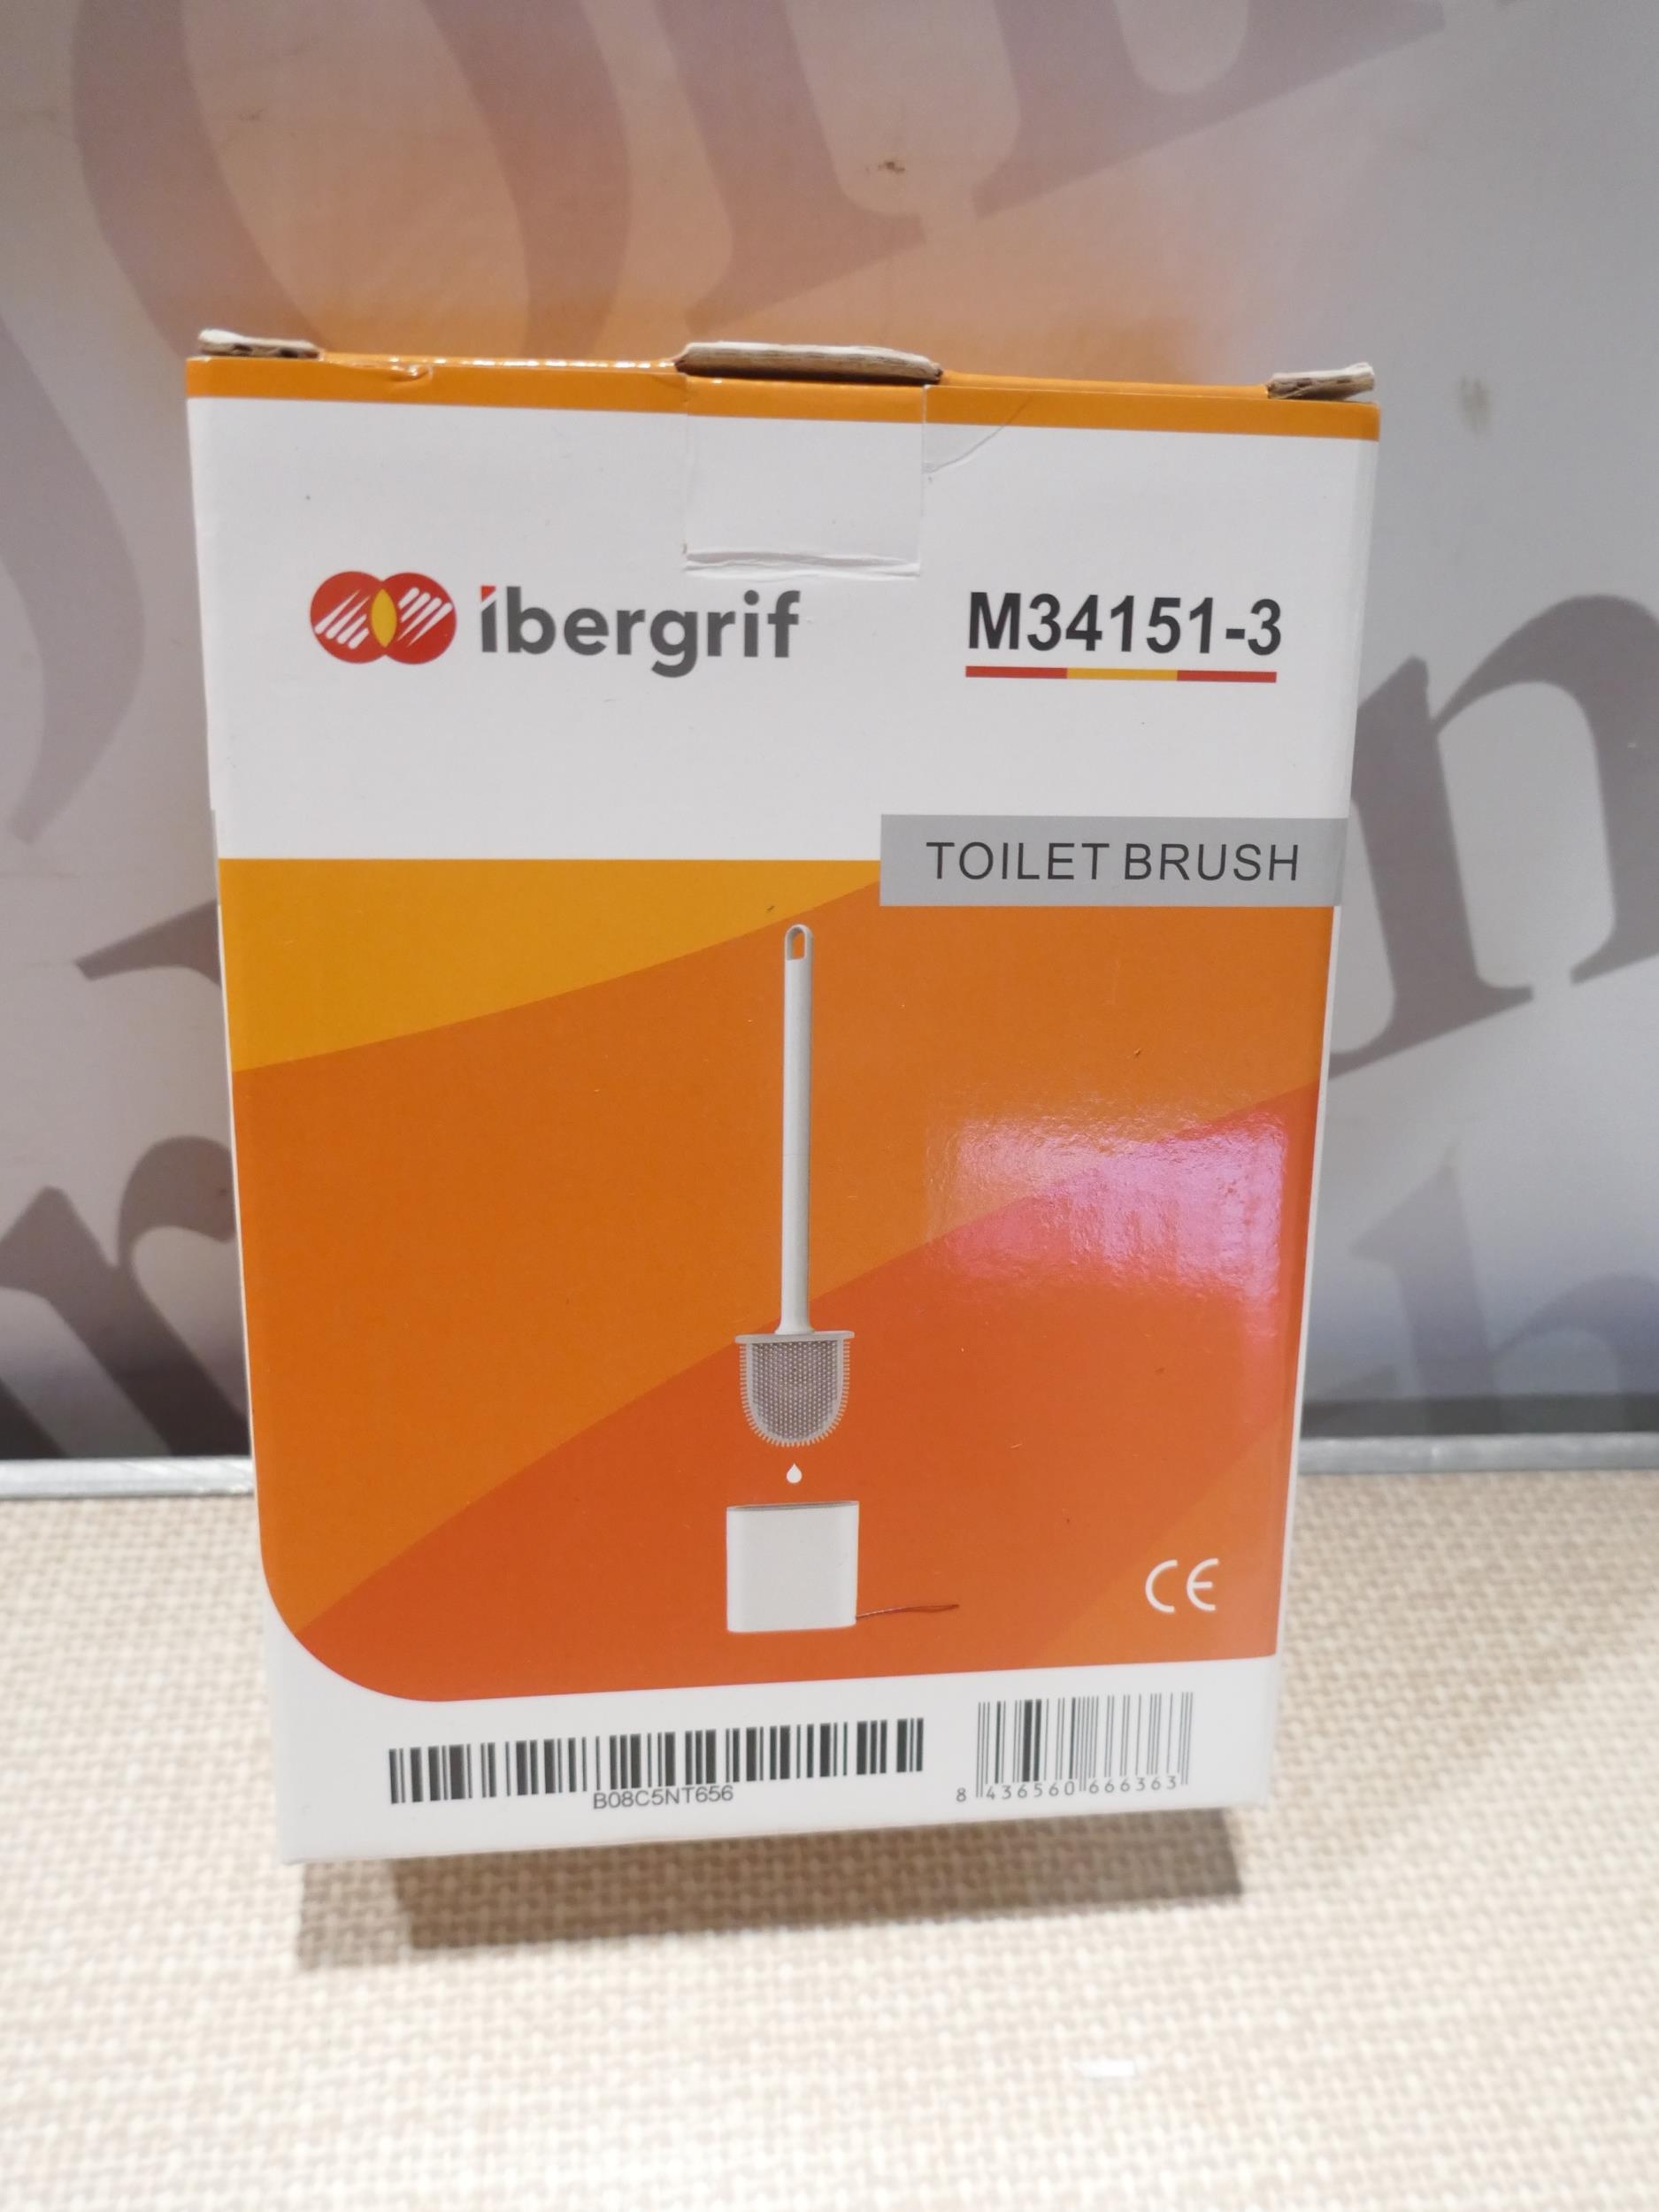 ibergrif
M34151-3
TOILET BRUSH
CE
B08C5NT656
8 436560 666363